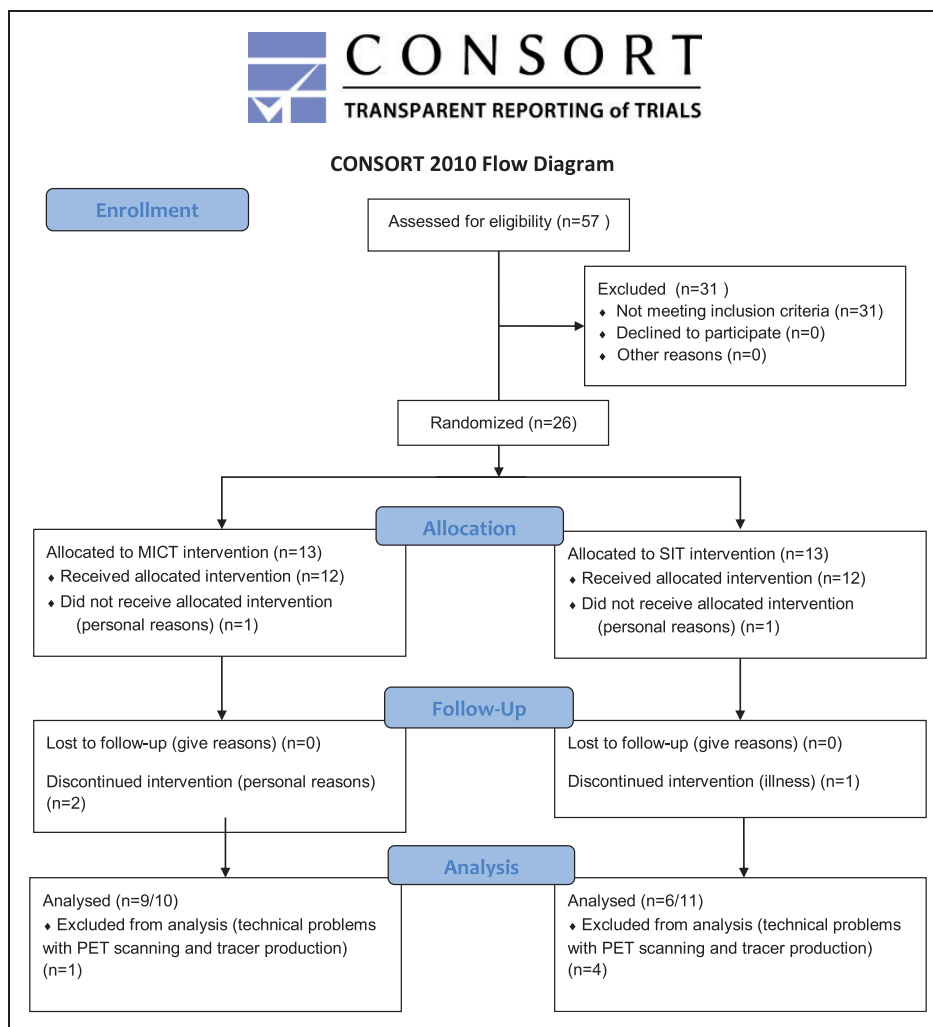 CONSORT
TRANSPARENT REPORTING of TRIALS
CONSORT 2010 Flow Diagram
Enrollment
Assessed for eligibility (n=57 )
Excluded (n=31 )
♦ Not meeting inclusion criteria (n=31)
♦ Declined to participate (n=0)
♦ Other reasons (n=0)
Randomized (n=26)
Allocation
Allocated to MICT intervention (n=13)
♦ Received allocated intervention (n=12)
♦ Did not receive allocated intervention
(personal reasons) (n=1)
Allocated to SIT intervention (n=13)
♦ Received allocated intervention (n=12)
♦ Did not receive allocated intervention
(personal reasons) (n=1)
Follow-Up
Lost to follow-up (give reasons) (n=0)
Discontinued intervention (personal reasons)
(n=2)
Lost to follow-up (give reasons) (n=0)
Discontinued intervention (illness) (n=1)
Analysis
Analysed (n=9/10)
♦ Excluded from analysis (technical problems
with PET scanning and tracer production)
(n=1)
Analysed (n=6/11)
♦ Excluded from analysis (technical problems
with PET scanning and tracer production)
(n=4)